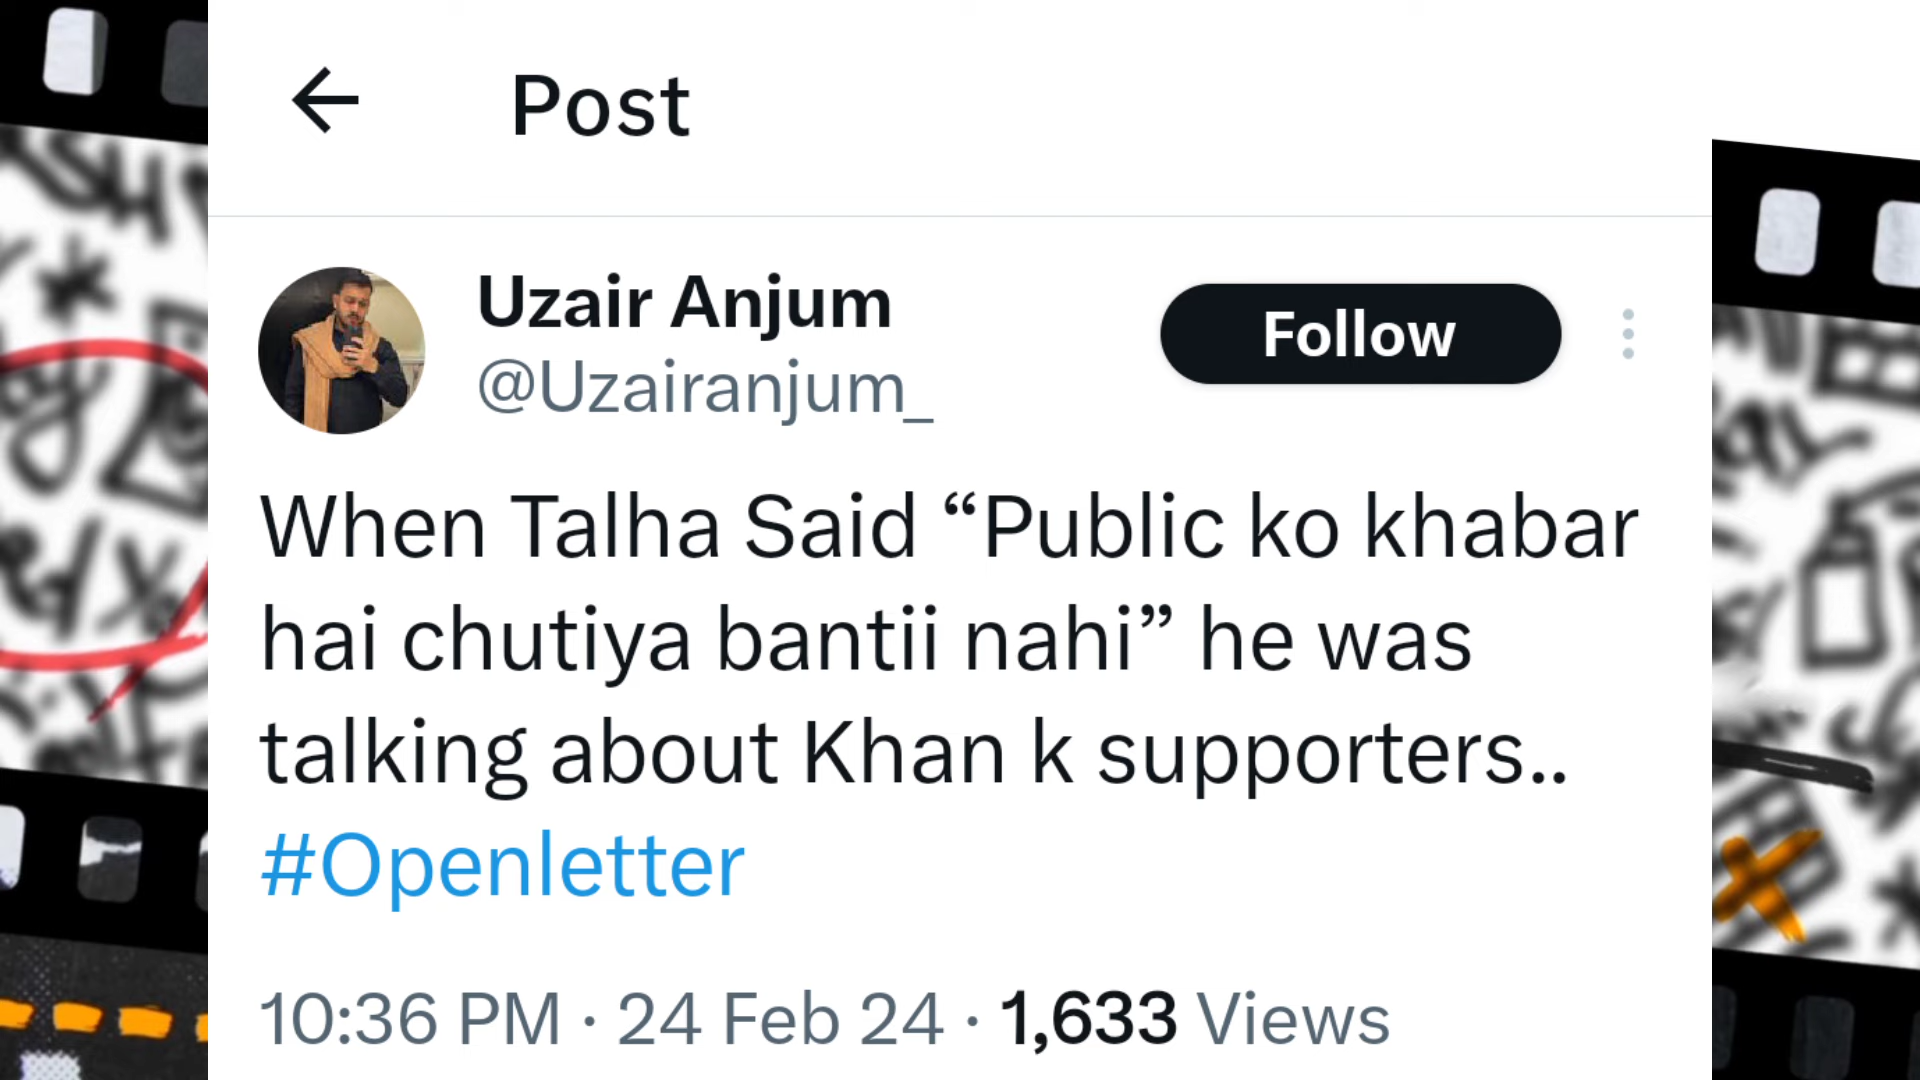 Post
Uzair Anjum
@Uzairanjum_
Follow
When Talha Said “Public ko khabar
hai chutiya bantii nahi” he was
talking about Khan k supporters..
#Openletter
10:36 PM · 24 Feb 24 · 1,633 Views